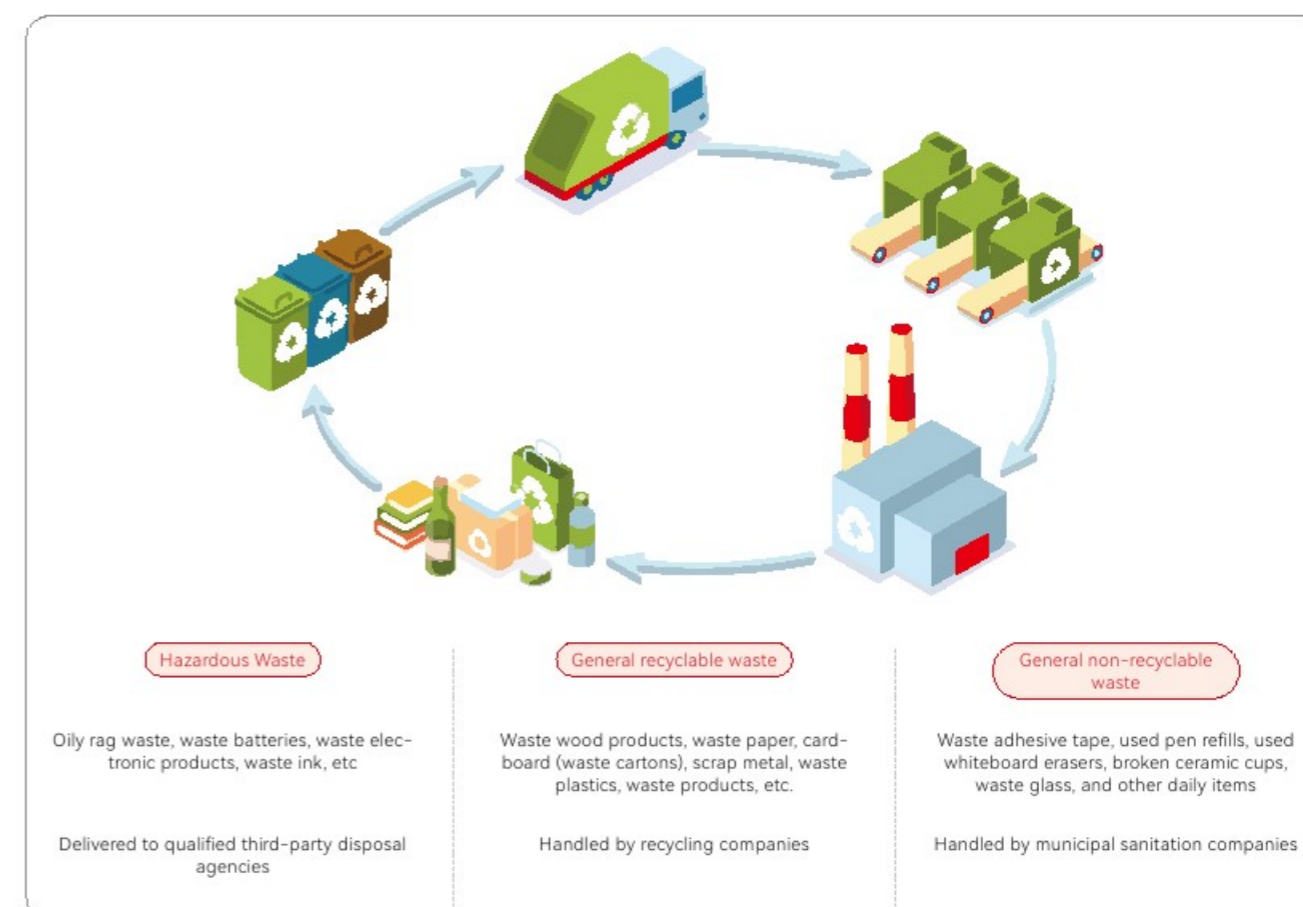 Hazardous Waste
Oily rag waste, waste batteries, waste elec-
tronic products, waste ink, etc
Delivered to qualified third-party disposal
agencies
General recyclable waste
Waste wood products, waste paper, card-
board (waste cartons), scrap metal, waste
plastics, waste products, etc.
Handled by recycling companies
General non-recyclable
waste
Waste adhesive tape, used pen refills, used
whiteboard erasers, broken ceramic cups,
waste glass, and other daily items
Handled by municipal sanitation companies